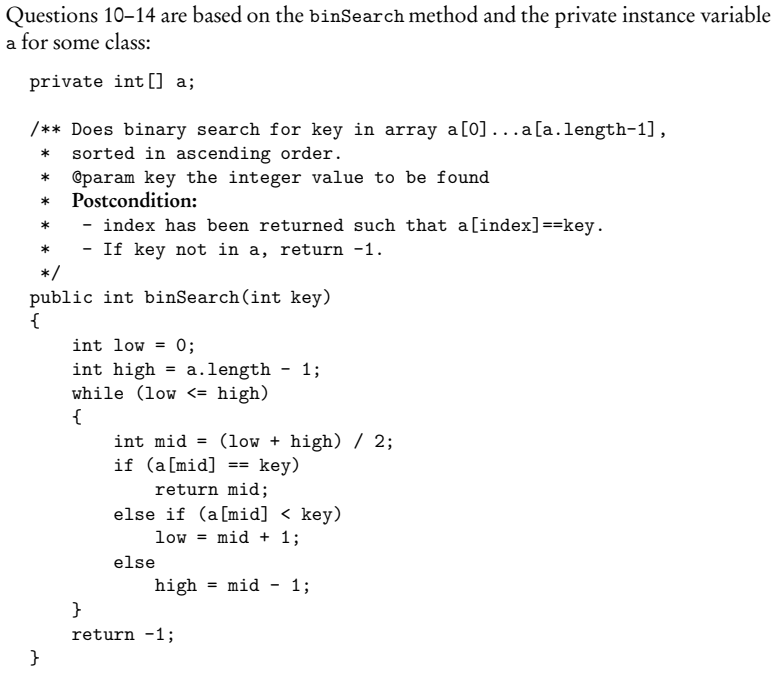 Questions 10–14 are based on the binSearch method and the private instance variable
a for some class:
private int[] a;
/** Does binary search for key in array a[0]...a[a.length-1],
 *  sorted in ascending order.
 *  @param key the integer value to be found
 *  Postcondition:
 *   - index has been returned such that a[index]==key.
 *   - If key not in a, return -1.
 */
public int binSearch(int key)
{
    int low = 0;
    int high = a.length - 1;
    while (low <= high)
    {
        int mid = (low + high) / 2;
        if (a[mid] == key)
            return mid;
        else if (a[mid] < key)
            low = mid + 1;
        else
            high = mid - 1;
    }
    return -1;
}